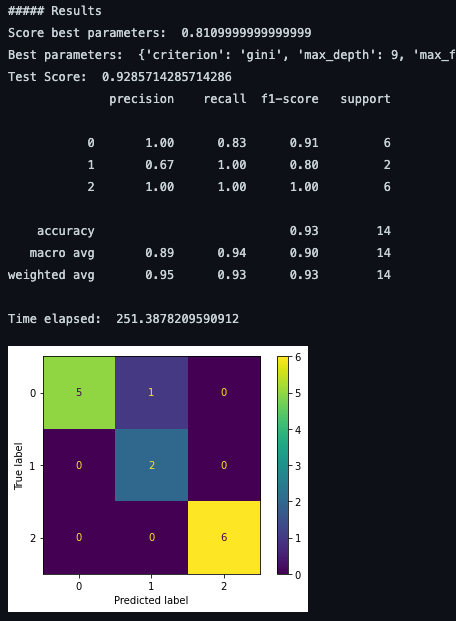 ##### Results
Score best parameters:  0.8109999999999999
Best parameters:  {'criterion': 'gini', 'max_depth': 9, 'max_f
Test Score:  0.9285714285714286
precision    recall  f1-score   support
0       1.00      0.83      0.91         6
1       0.67      1.00      0.80         2
2       1.00      1.00      1.00         6
accuracy                           0.93        14
macro avg       0.89      0.94      0.90        14
weighted avg       0.95      0.93      0.93        14
Time elapsed:  251.3878209590912
6
5
4
3
2
1
0
True label
0 5 1 0
1 0 2 0
2 0 0 6
0 1 2
Predicted label